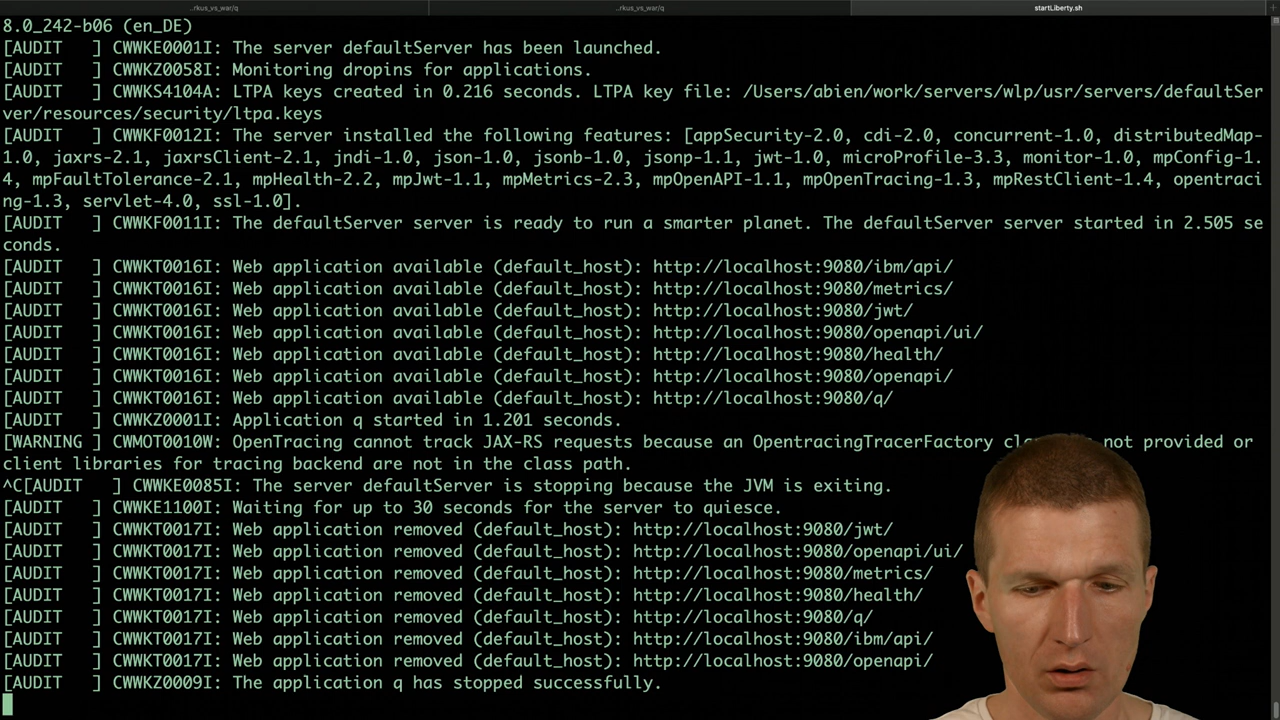 ..rkus_vs_war/q
..rkus_vs_war/q
startLiberty.sh
8.0_242-b06 (en_DE)
[AUDIT   ] CWWKE0001I: The server defaultServer has been launched.
[AUDIT   ] CWWKZ0058I: Monitoring dropins for applications.
[AUDIT   ] CWWKS4104A: LTPA keys created in 0.216 seconds. LTPA key file: /Users/abien/work/servers/wlp/usr/servers/defaultSer
ver/resources/security/ltpa.keys
[AUDIT   ] CWWKF0012I: The server installed the following features: [appSecurity-2.0, cdi-2.0, concurrent-1.0, distributedMap-
1.0, jaxrs-2.1, jaxrsClient-2.1, jndi-1.0, json-1.0, jsonb-1.0, jsonp-1.1, jwt-1.0, microProfile-3.3, monitor-1.0, mpConfig-1.
4, mpFaultTolerance-2.1, mpHealth-2.2, mpJwt-1.1, mpMetrics-2.3, mpOpenAPI-1.1, mpOpenTracing-1.3, mpRestClient-1.4, opentraci
ng-1.3, servlet-4.0, ssl-1.0].
[AUDIT   ] CWWKF0011I: The defaultServer server is ready to run a smarter planet. The defaultServer server started in 2.505 se
conds.
[AUDIT   ] CWWKT0016I: Web application available (default_host): http://localhost:9080/ibm/api/
[AUDIT   ] CWWKT0016I: Web application available (default_host): http://localhost:9080/metrics/
[AUDIT   ] CWWKT0016I: Web application available (default_host): http://localhost:9080/jwt/
[AUDIT   ] CWWKT0016I: Web application available (default_host): http://localhost:9080/openapi/ui/
[AUDIT   ] CWWKT0016I: Web application available (default_host): http://localhost:9080/health/
[AUDIT   ] CWWKT0016I: Web application available (default_host): http://localhost:9080/openapi/
[AUDIT   ] CWWKT0016I: Web application available (default_host): http://localhost:9080/q/
[AUDIT   ] CWWKZ0001I: Application q started in 1.201 seconds.
[WARNING ] CWMOT0010W: OpenTracing cannot track JAX-RS requests because an OpentracingTracerFactory not provided or
client libraries for tracing backend are not in the class path.
^C[AUDIT   ] CWWKE0085I: The server defaultServer is stopping because the JVM is exiting.
[AUDIT   ] CWWKE1100I: Waiting for up to 30 seconds for the server to quiesce.
[AUDIT   ] CWWKT0017I: Web application removed (default_host): http://localhost:9080/jwt/
[AUDIT   ] CWWKT0017I: Web application removed (default_host): http://localhost:9080/openapi/ui/
[AUDIT   ] CWWKT0017I: Web application removed (default_host): http://localhost:9080/metrics/
[AUDIT   ] CWWKT0017I: Web application removed (default_host): http://localhost:9080/health/
[AUDIT   ] CWWKT0017I: Web application removed (default_host): http://localhost:9080/q/
[AUDIT   ] CWWKT0017I: Web application removed (default_host): http://localhost:9080/ibm/api/
[AUDIT   ] CWWKT0017I: Web application removed (default_host): http://localhost:9080/openapi/
[AUDIT   ] CWWKZ0009I: The application q has stopped successfully.